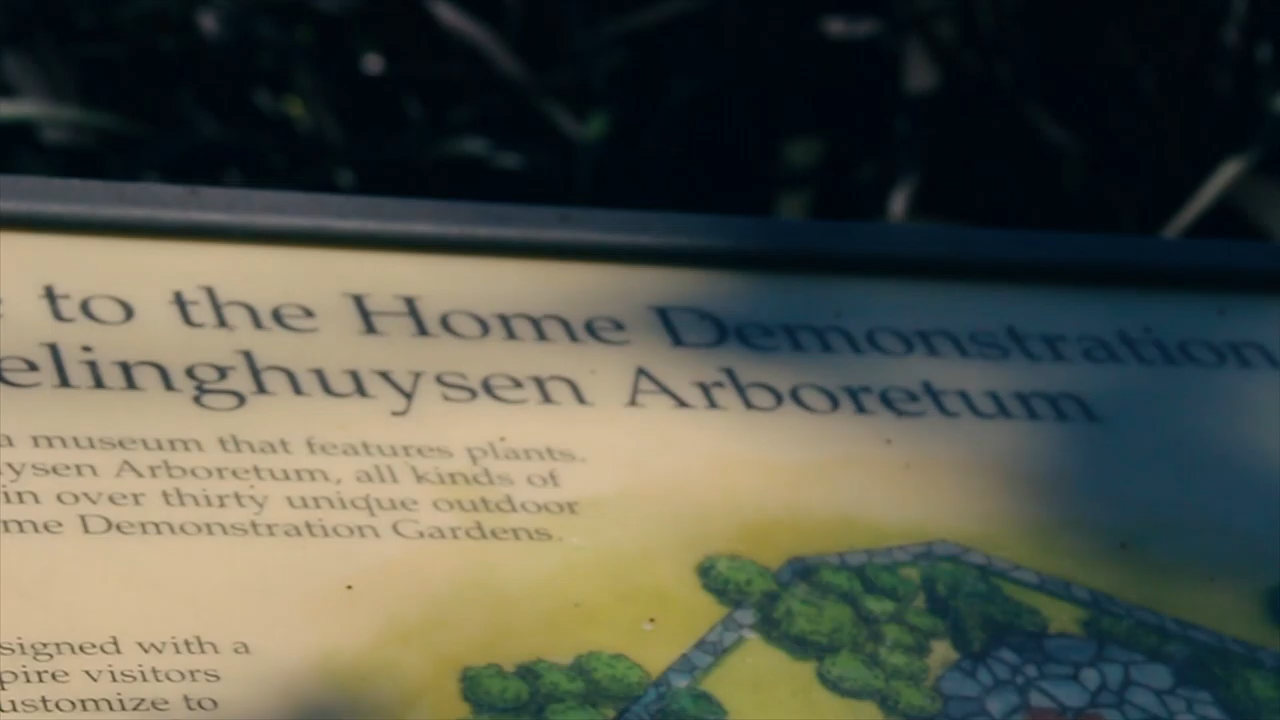 to the Home Demonstration
elinghuysen Arboretum
a museum that features plants.
ysen Arboretum, all kinds of
in over thirty unique outdoor
me Demonstration Gardens.
signed with a
pire visitors
ustomize to